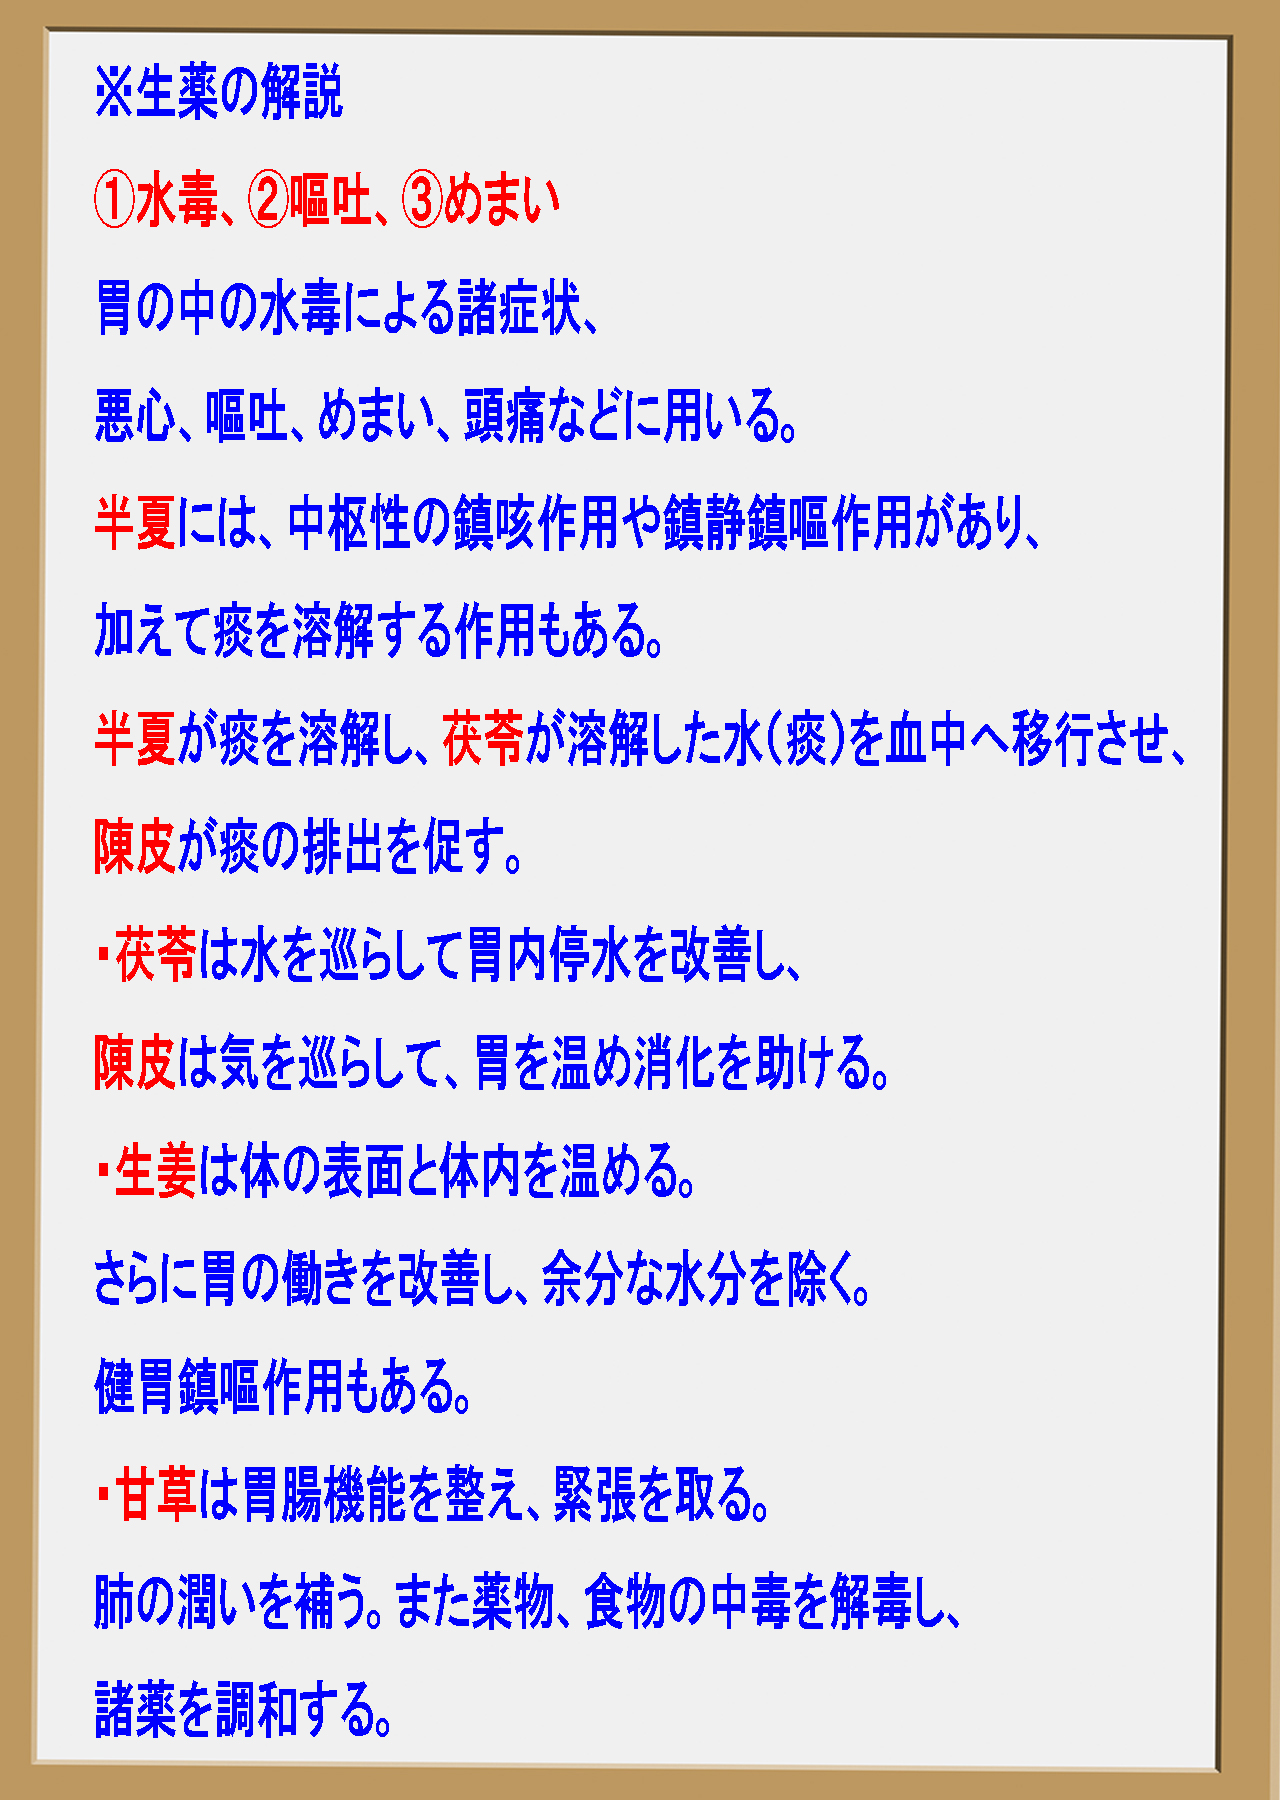 ※生薬の解説
①水毒、②嘔吐、③めまい
胃の中の水毒による諸症状、
悪心、嘔吐、めまい、頭痛などに用いる。
半夏には、中枢性の鎮咳作用や鎮静鎮嘔作用があり、
加えて痰を溶解する作用もある。
半夏が痰を溶解し、茯苓が溶解した水(痰)を血中へ移行させ、
陳皮が痰の排出を促す。
・茯苓は水を巡らして胃内停水を改善し、
陳皮は気を巡らして、胃を温め消化を助ける。
・生姜は体の表面と体内を温める。
さらに胃の働きを改善し、余分な水分を除く。
健胃鎮嘔作用もある。
・甘草は胃腸機能を整え、緊張を取る。
肺の潤いを補う。また薬物、食物の中毒を解毒し、
諸薬を調和する。